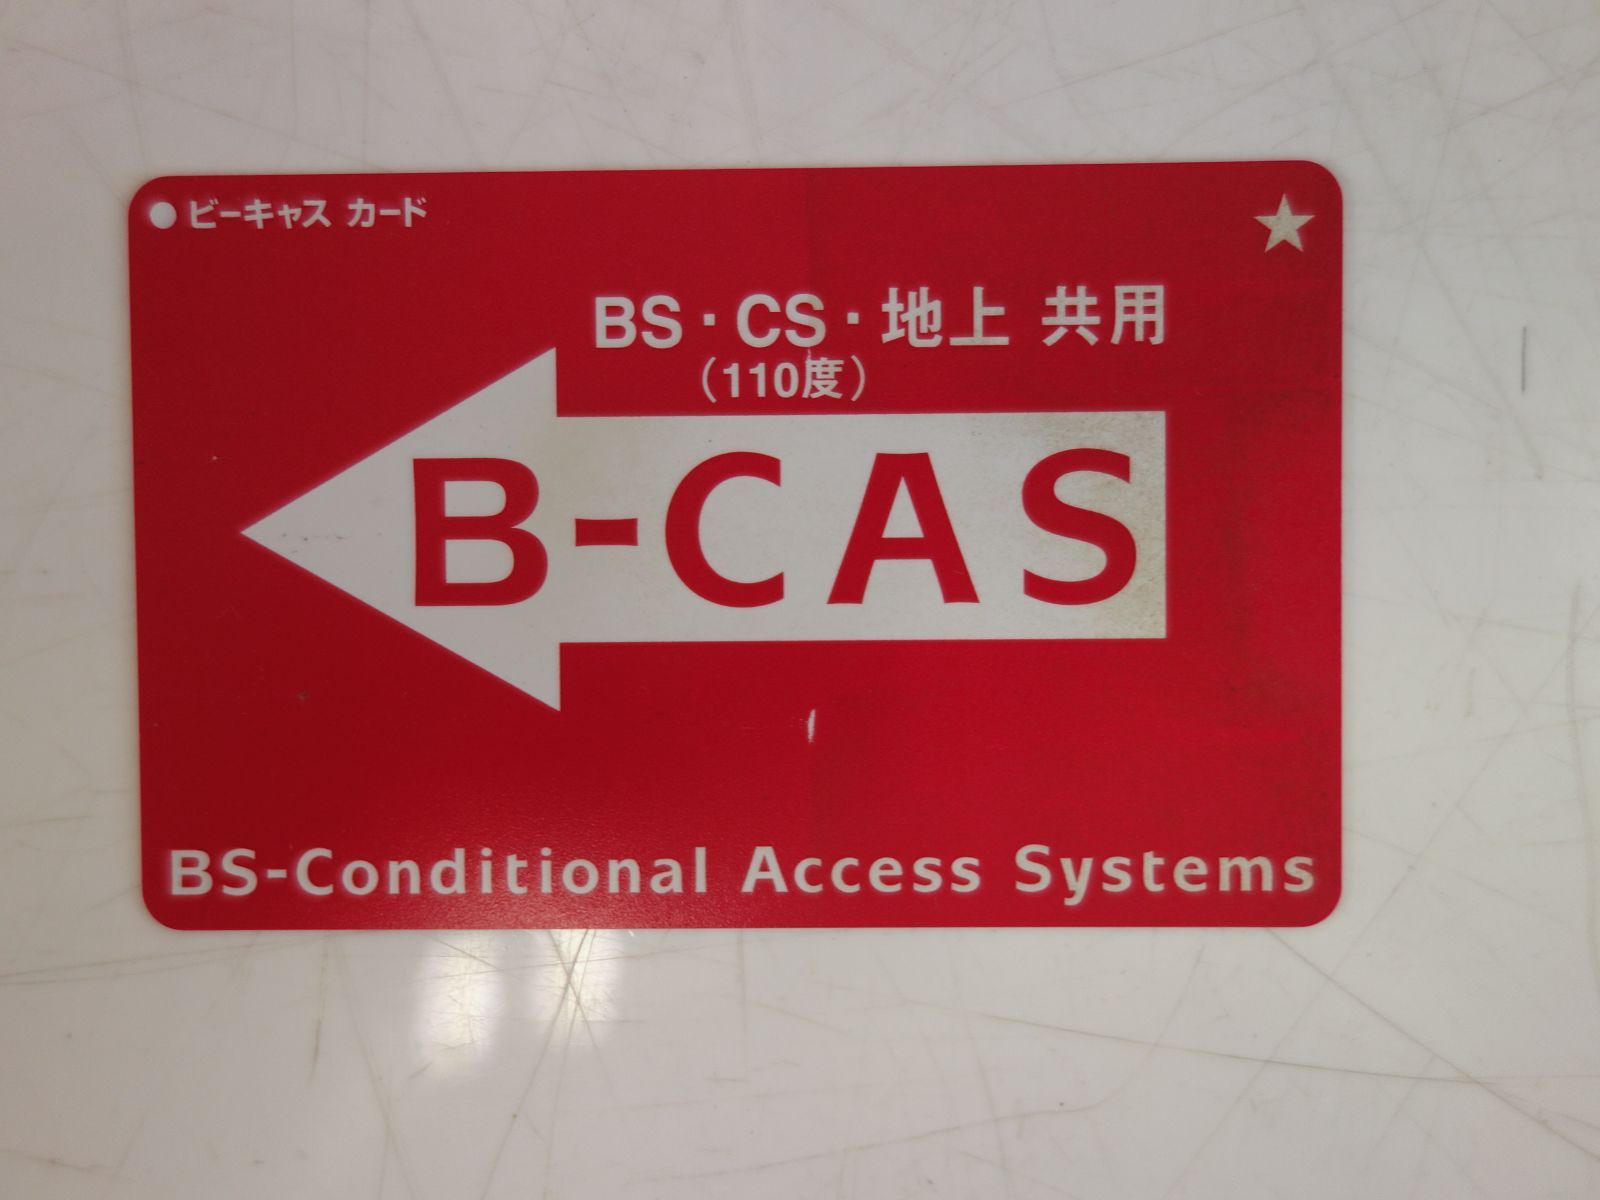 ●ビーキャス カード ★
BS・CS・地上 共用
(110度)
B-CAS
BS-Conditional Access Systems